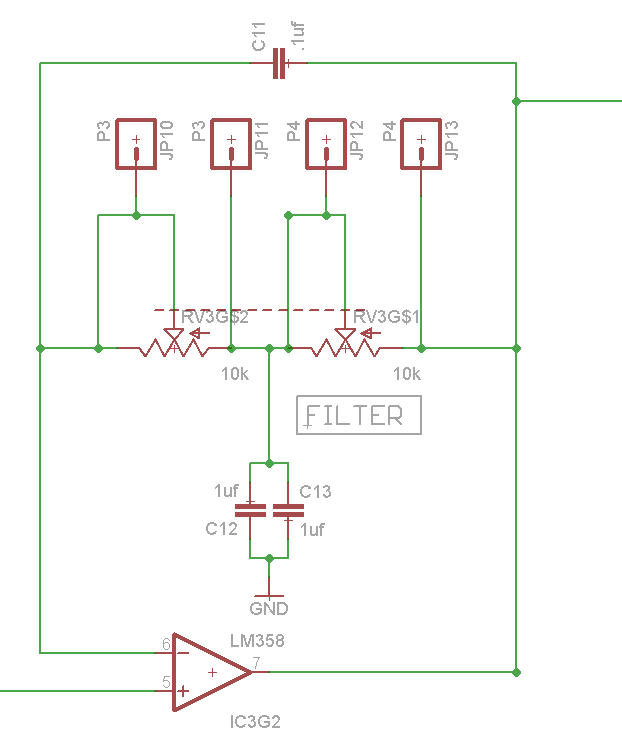 C11
.1uf
P3
JP10
P3
JP11
P4
JP12
P4
JP13
RV3G$2
RV3G$1
10k
10k
FILTER
1uf
C13
C12
1uf
GND
LM358
6
7
5
IC3G2